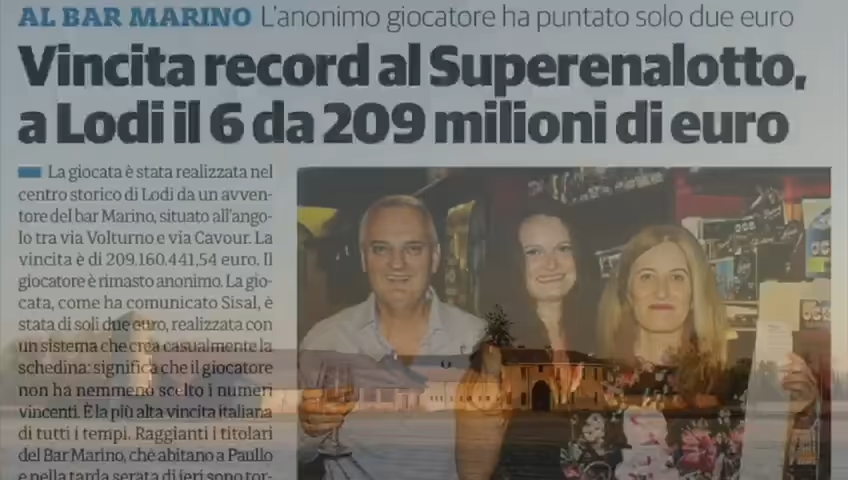 AL BAR MARINO L'anonimo giocatore ha puntato solo due euro
Vincita record al Superenalotto,
a Lodi il 6 da 209 milioni di euro
La giocata è stata realizzata nel
centro storico di Lodi da un avven-
tore del bar Marino, situato all'ango-
lo tra via Volturno e via Cavour. La
vincita è di 209.160.441,54 euro. Il
giocatore è rimasto anonimo. La gio-
cata, come ha comunicato Sisal, è
stata di soli due euro, realizzata con
un sistema che crea casualmente la
schedina: significa che il giocatore
non ha nemmeno scelto i numeri
vincenti. È la più alta vincita italiana
di tutti i tempi. Raggianti i titolari
del Bar Marino, che abitano a Paullo
e nella tarda serata di ieri sono tor-